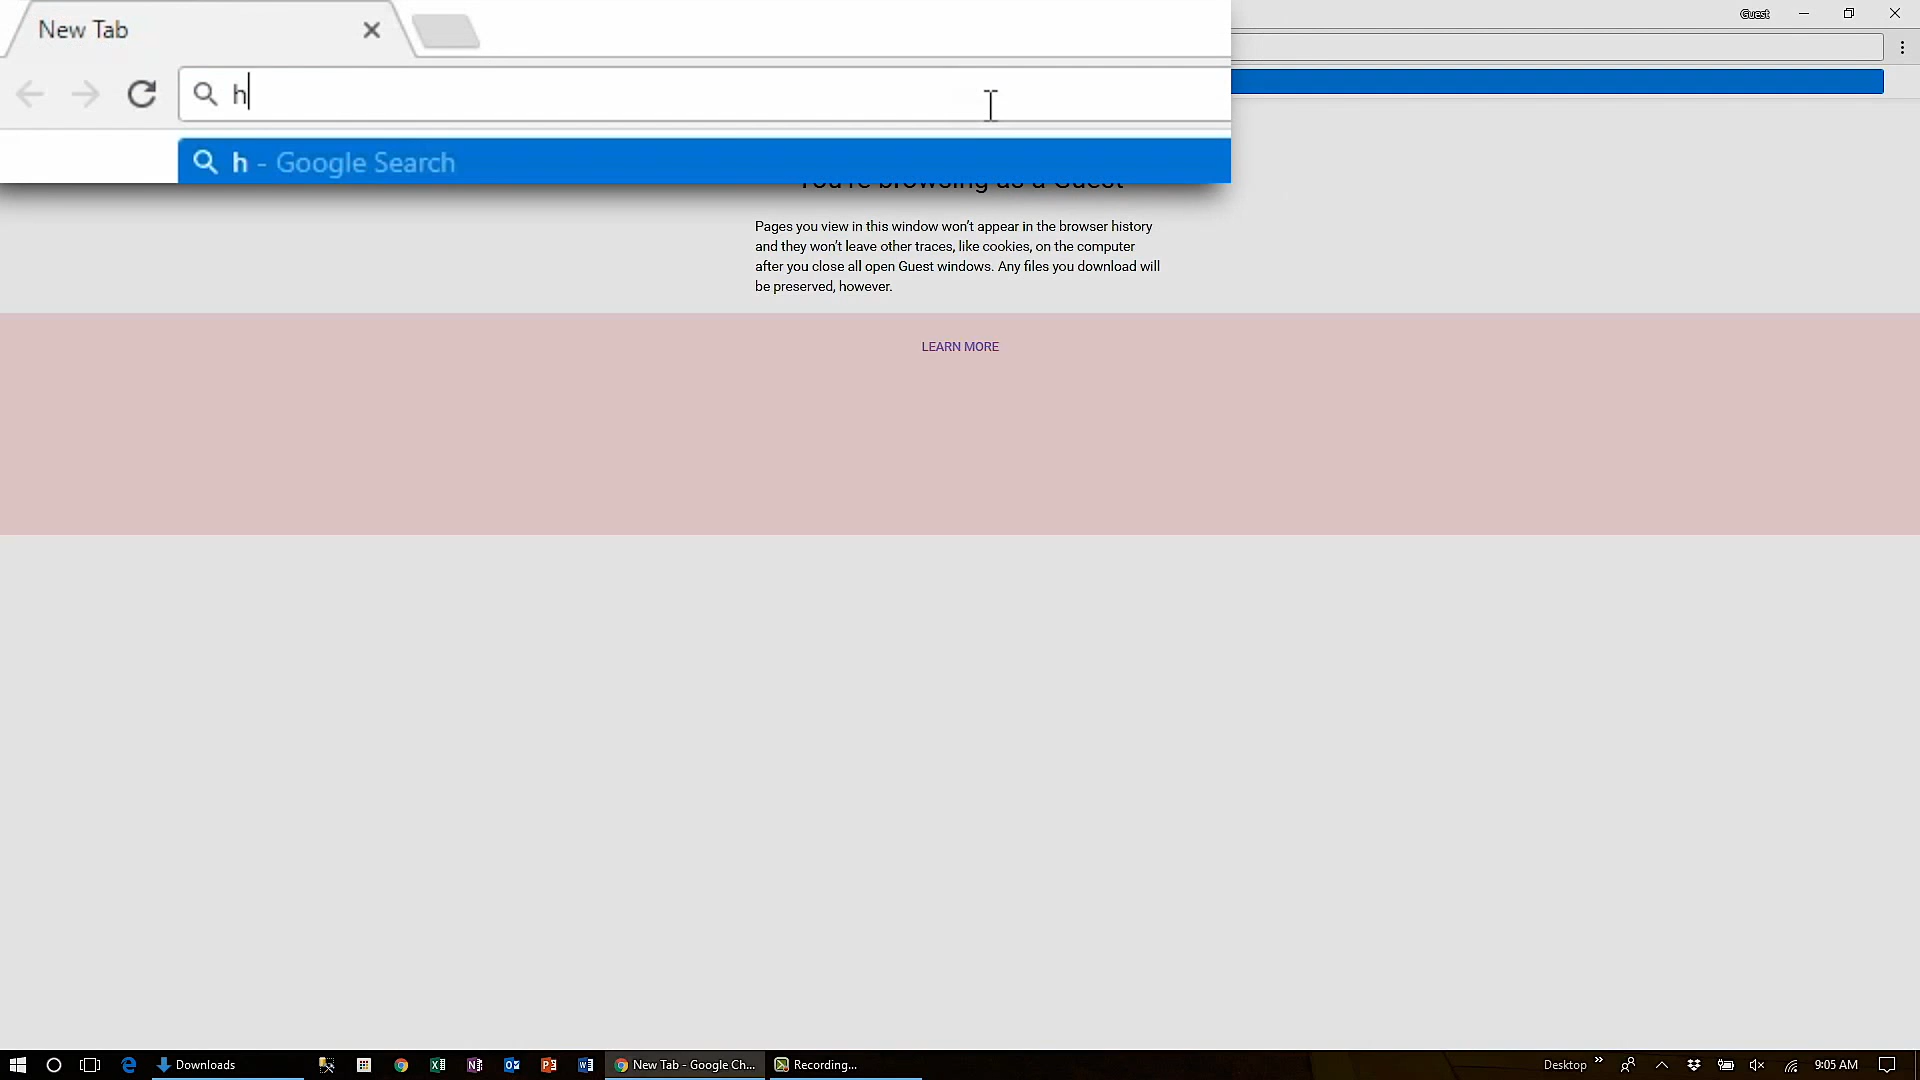 New Tab
Guest
h
h - Google Search
You're browsing as a Guest
Pages you view in this window won't appear in the browser history
and they won't leave other traces, like cookies, on the computer
after you close all open Guest windows. Any files you download will
be preserved, however.
LEARN MORE
Downloads
New Tab - Google Ch...
Recording...
Desktop
9:05 AM